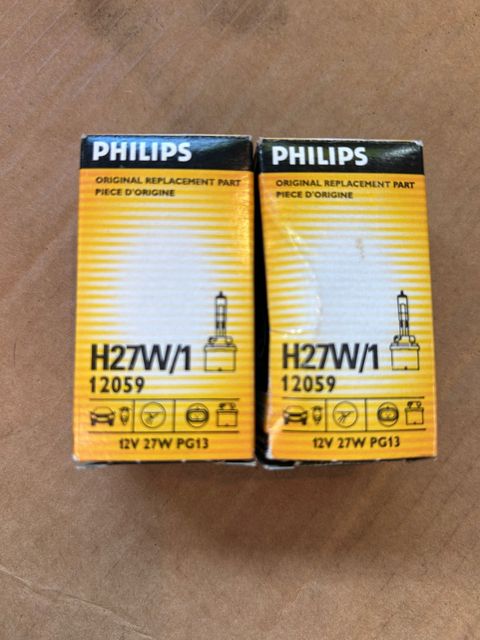 PHILIPS
ORIGINAL REPLACEMENT PART
PIECE D'ORIGINE
H27W/1
12059
12V 27W PG13
PHILIPS
ORIGINAL REPLACEMENT PART
PIECE D'ORIGINE
H27W/1
12059
12V 27W PG13